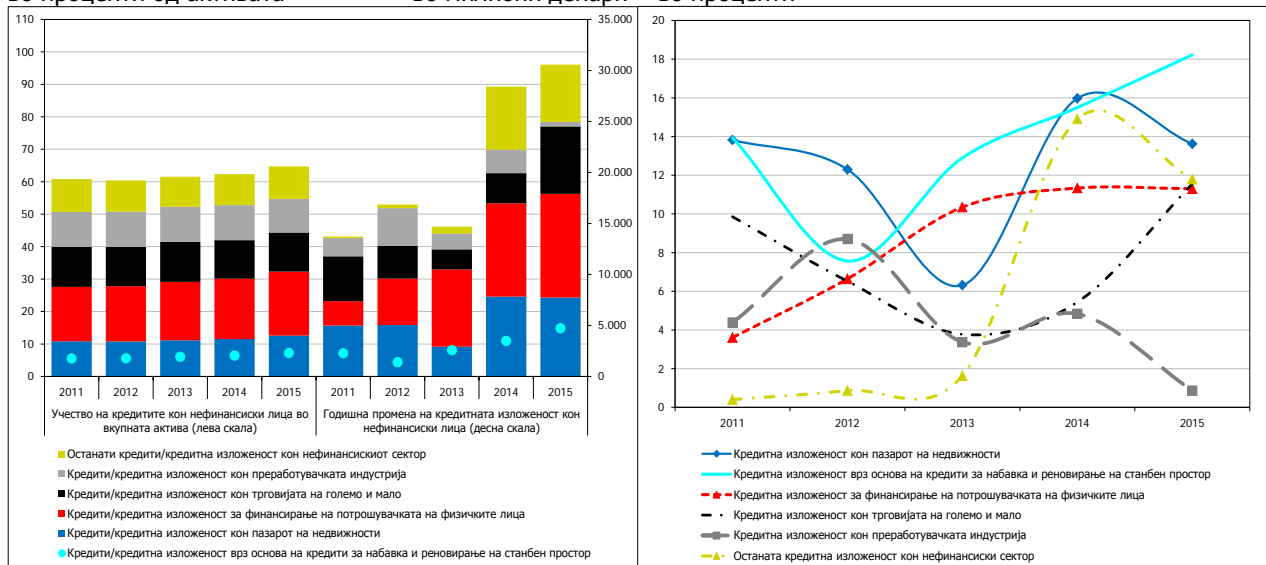 во проценти од активата во милиони денари во проценти
110
100
90
80
70
60
50
40
30
20
10
0
35.000
30.000
25.000
20.000
15.000
10.000
5.000
0
2011 2012 2013 2014 2015 2011 2012 2013 2014 2015
Учество на кредитите кон нефинансиски лица во
вкупната актива (лева скала)
Годишна промена на кредитната изложеност кон
нефинансиски лица (десна скала)
Останати кредити/кредитна изложеност кон нефинансискиот сектор
Кредити/кредитна изложеност кон преработувачката индустрија
Кредити/кредитна изложеност кон трговијата на големо и мало
Кредити/кредитна изложеност за финансирање на потрошувачката на физичките лица
Кредити/кредитна изложеност кон пазарот на недвижности
Кредити/кредитна изложеност врз основа на кредити за набавка и реновирање на станбен простор
20
18
16
14
12
10
8
6
4
2
0
2011 2012 2013 2014 2015
Кредитна изложеност кон пазарот на недвижности
Кредитна изложеност врз основа на кредити за набавка и реновирање на станбен простор
Кредитна изложеност за финансирање на потрошувачката на физичките лица
Кредитна изложеност кон трговијата на големо и мало
Кредитна изложеност кон преработувачката индустрија
Останата кредитна изложеност кон нефинансиски сектор